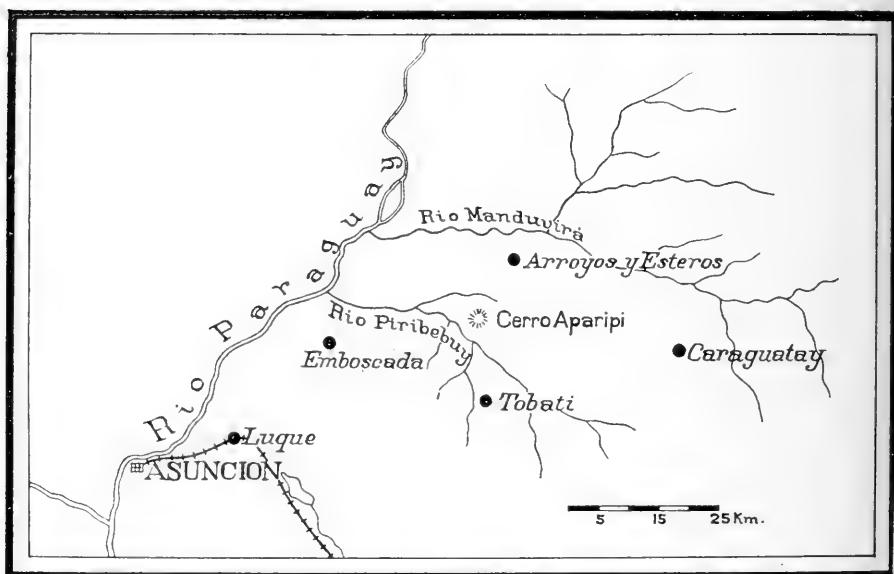 Rio Paraguay
Rio Manduvirá
Arroyos y Esteros
Rio Piribebuy
Cerro Aparipi
Emboscada
Caraguatay
Tobati
Luque
ASUNCION
5 15 25 Km.